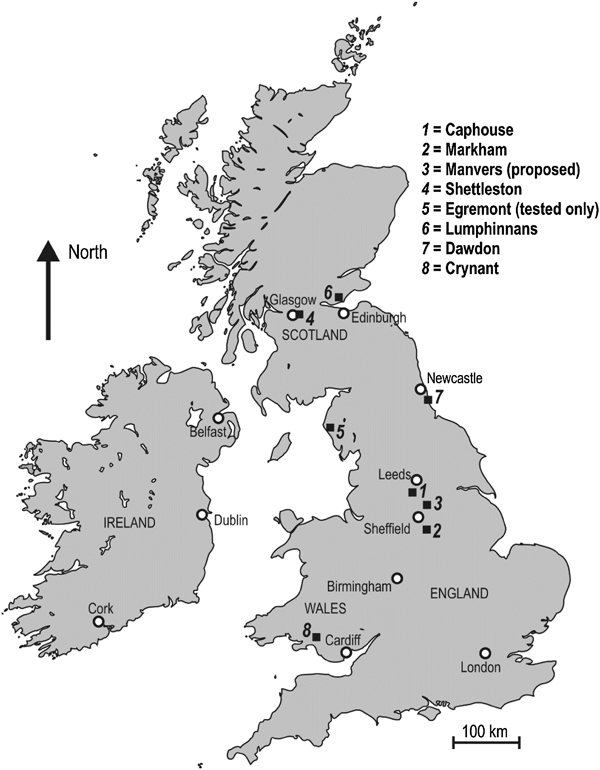 1 = Caphouse
2 = Markham
3 = Manvers (proposed)
4 = Shettleston
5 = Egremont (tested only)
6 = Lumphinnans
7 = Dawdon
8 = Crynant
North
6
Glasgow
4
Edinburgh
SCOTLAND
Newcastle
7
5
Belfast
Leeds
1
3
IRELAND
Dublin
Sheffield
2
Birmingham
ENGLAND
WALES
Cork
8
Cardiff
London
100 km